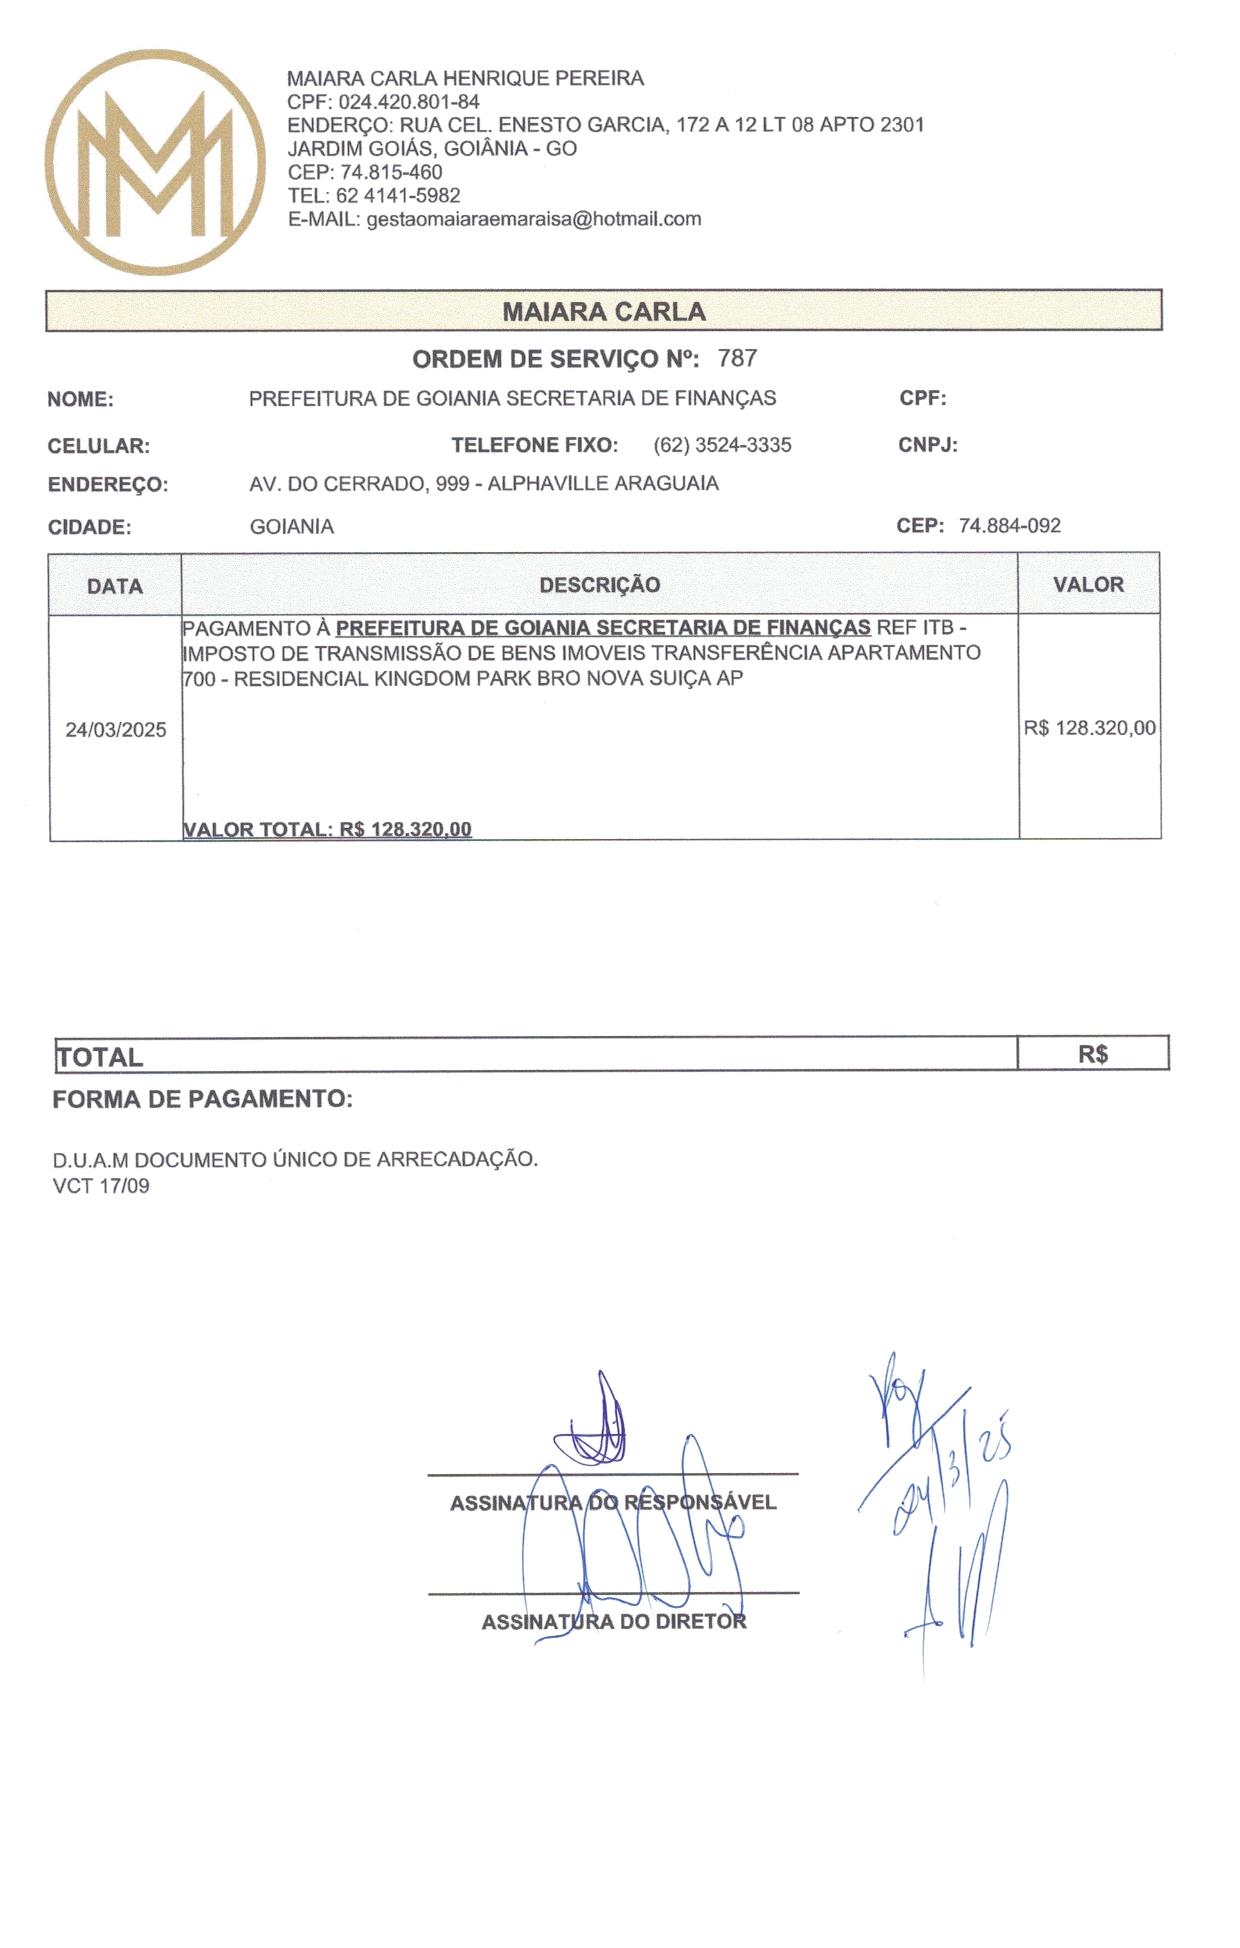 MAIARA CARLA HENRIQUE PEREIRA
CPF: 024.420.801-84
ENDERÇO: RUA CEL. ENESTO GARCIA, 172 A 12 LT 08 APTO 2301
JARDIM GOIÁS, GOIÂNIA - GO
CEP: 74.815-460
TEL: 62 4141-5982
E-MAIL: gestaomaiaraemaraisa@hotmail.com
MAIARA CARLA
ORDEM DE SERVIÇO Nº: 787
NOME: PREFEITURA DE GOIANIA SECRETARIA DE FINANÇAS CPF:
CELULAR: TELEFONE FIXO: (62) 3524-3335 CNPJ:
ENDEREÇO: AV. DO CERRADO, 999 - ALPHAVILLE ARAGUAIA
CIDADE: GOIANIA CEP: 74.884-092
DATA DESCRIÇÃO VALOR
PAGAMENTO À PREFEITURA DE GOIANIA SECRETARIA DE FINANÇAS REF ITB -
IMPOSTO DE TRANSMISSÃO DE BENS IMOVEIS TRANSFERÊNCIA APARTAMENTO
700 - RESIDENCIAL KINGDOM PARK BRO NOVA SUIÇA AP
24/03/2025 R$ 128.320,00
VALOR TOTAL: R$ 128.320,00
TOTAL R$
FORMA DE PAGAMENTO:
D.U.A.M DOCUMENTO ÚNICO DE ARRECADAÇÃO.
VCT 17/09
24/3/25
ASSINATURA DO RESPONSÁVEL
ASSINATURA DO DIRETOR